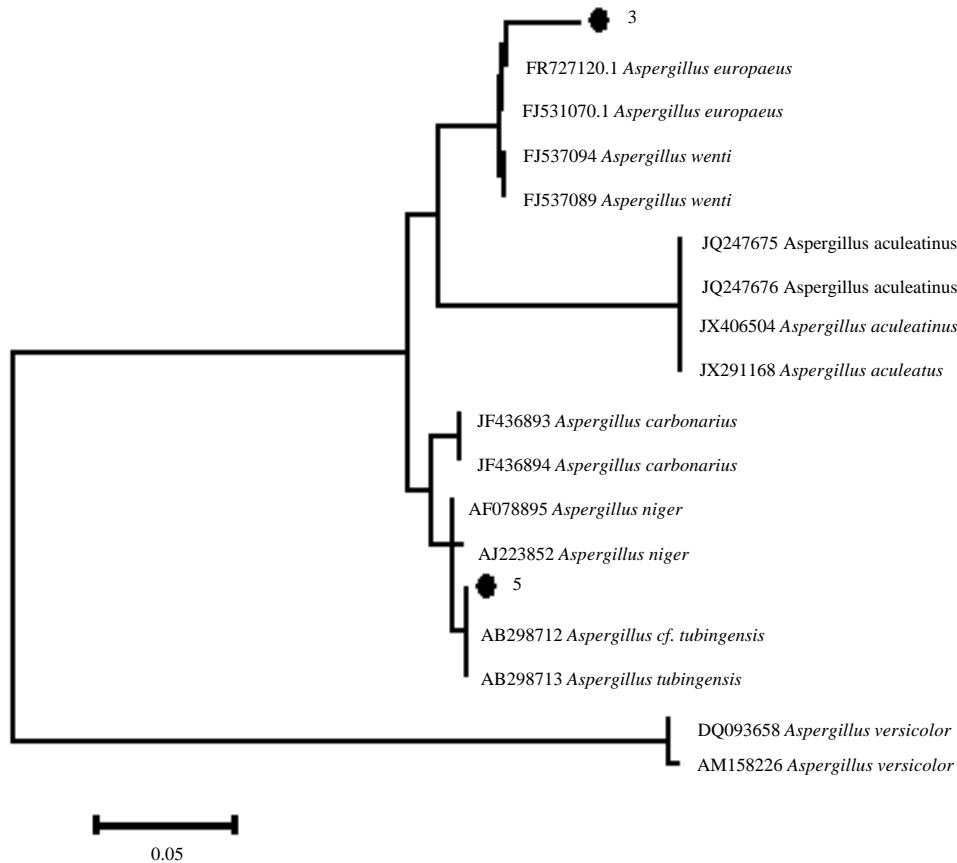 3
FR727120.1 Aspergillus europaeus
FJ531070.1 Aspergillus europaeus
FJ537094 Aspergillus wenti
FJ537089 Aspergillus wenti
JQ247675 Aspergillus aculeatinus
JQ247676 Aspergillus aculeatinus
JX406504 Aspergillus aculeatinus
JX291168 Aspergillus aculeatus
JF436893 Aspergillus carbonarius
JF436894 Aspergillus carbonarius
AF078895 Aspergillus niger
AJ223852 Aspergillus niger
5
AB298712 Aspergillus cf. tubingensis
AB298713 Aspergillus tubingensis
DQ093658 Aspergillus versicolor
AM158226 Aspergillus versicolor
0.05